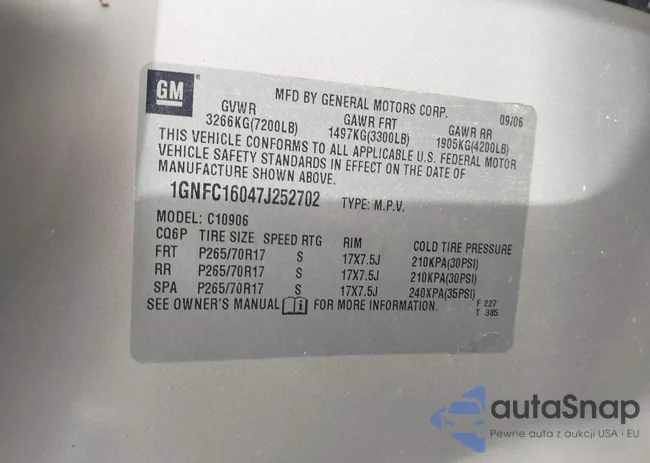 GM ®
MFD BY GENERAL MOTORS CORP. 09/06
GVWR GAWR FRT GAWR RR
3266KG(7200LB) 1497KG(3300LB) 1905KG(4200LB)
THIS VEHICLE CONFORMS TO ALL APPLICABLE U.S. FEDERAL MOTOR
VEHICLE SAFETY STANDARDS IN EFFECT ON THE DATE OF
MANUFACTURE SHOWN ABOVE.
1GNFC16047J252702 TYPE: M.P.V.
MODEL: C10906
CQ6P TIRE SIZE SPEED RTG RIM COLD TIRE PRESSURE
FRT P265/70R17 S 17X7.5J 210KPA(30PSI)
RR P265/70R17 S 17X7.5J 210KPA(30PSI)
SPA P265/70R17 S 17X7.5J 240KPA(35PSI)
SEE OWNER'S MANUAL i FOR MORE INFORMATION.
F 227
T 385
autaSnap
Pewne auta z aukcji USA i EU